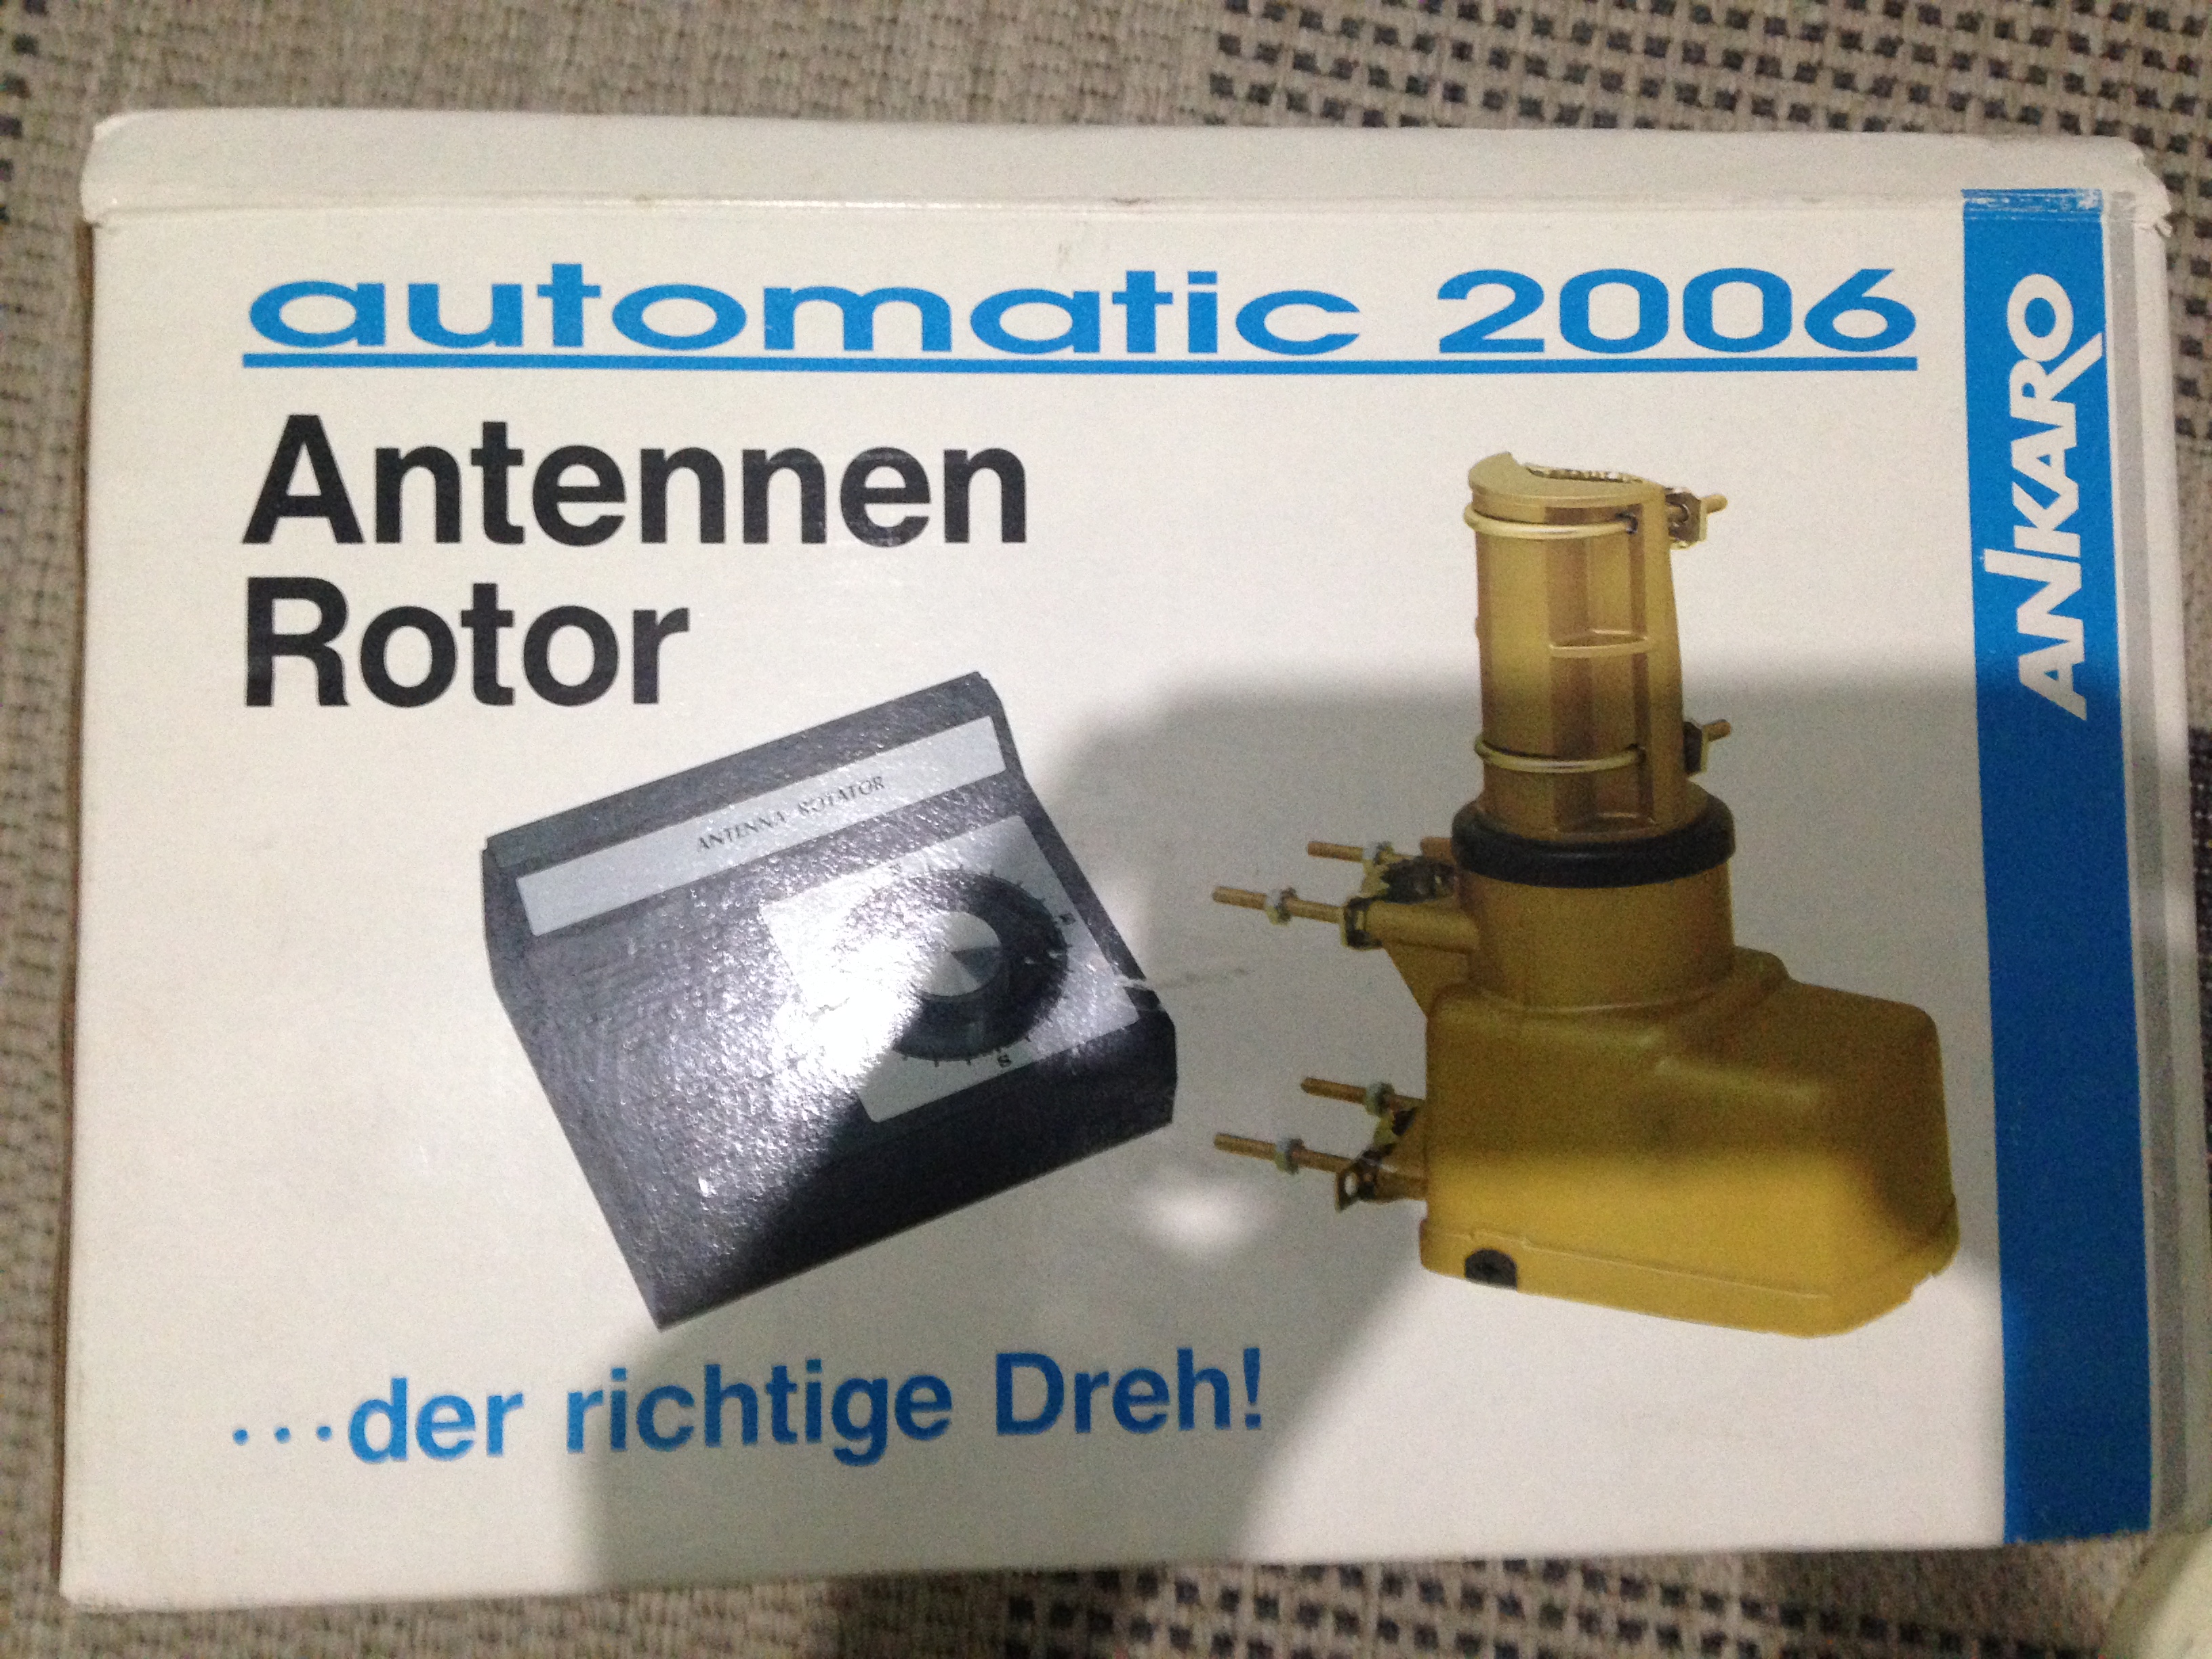 automatic 2006
Antennen
Rotor
ANTENNA ROTATOR
E
S
...der richtige Dreh!
ANKARO